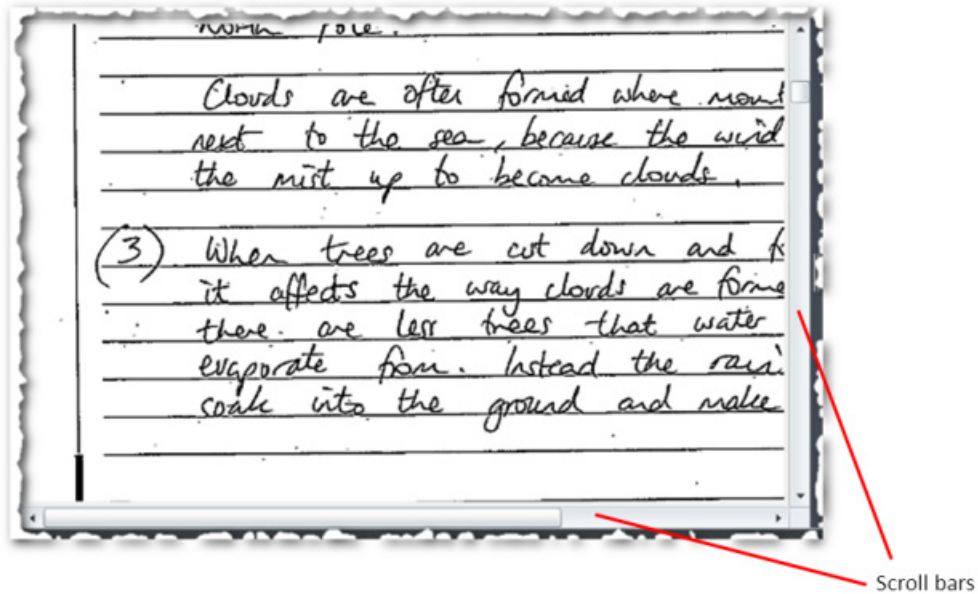 Clouds are often formed where mount
next to the sea, because the wind
the mist up to become clouds.
(3) When trees are cut down and
it affects the way clouds are forme
there are less trees that water
evaporate from. Instead the rain
soak into the ground and make
Scroll bars